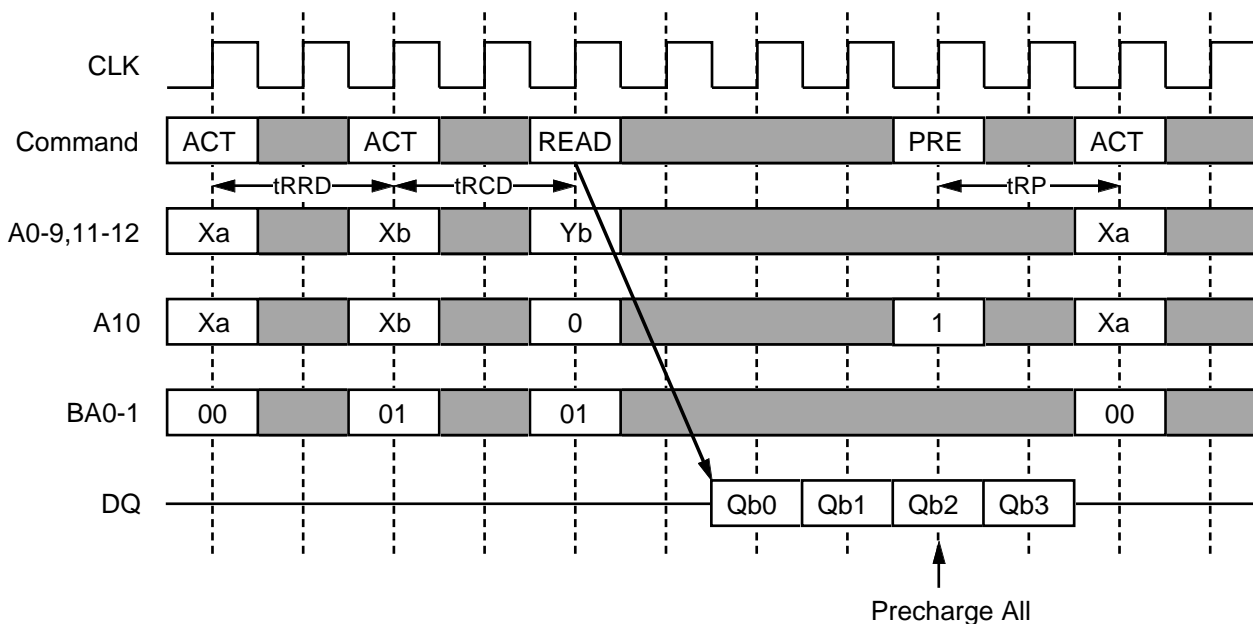 CLK
Command ACT ACT READ PRE ACT
tRRD tRCD tRP
A0-9,11-12 Xa Xb Yb Xa
A10 Xa Xb 0 1 Xa
BA0-1 00 01 01 00
DQ Qb0 Qb1 Qb2 Qb3
Precharge All